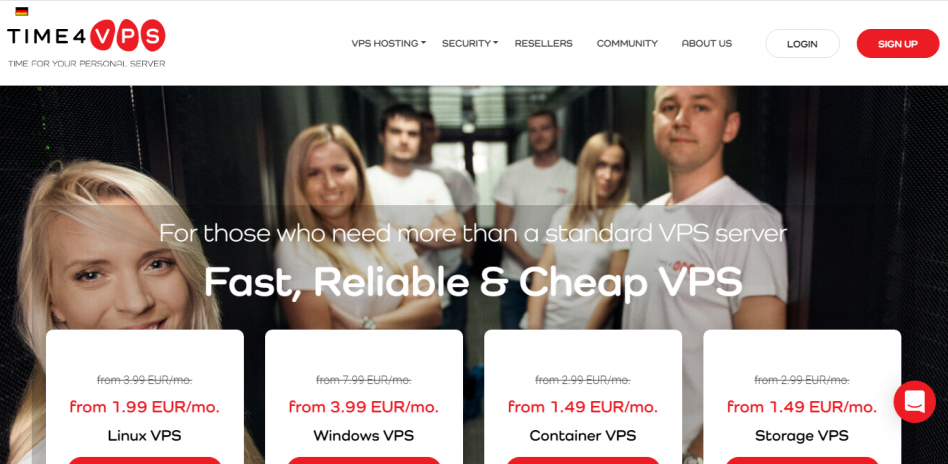 TIME4VPS
TIME FOR YOUR PERSONAL SERVER
VPS HOSTING
SECURITY
RESELLERS
COMMUNITY
ABOUT US
LOGIN
SIGN UP
For those who need more than a standard VPS server
Fast, Reliable & Cheap VPS
from 3.99 EUR/mo.
from 1.99 EUR/mo.
Linux VPS
from 7.99 EUR/mo.
from 3.99 EUR/mo.
Windows VPS
from 2.99 EUR/mo.
from 1.49 EUR/mo.
Container VPS
from 2.99 EUR/mo.
from 1.49 EUR/mo.
Storage VPS